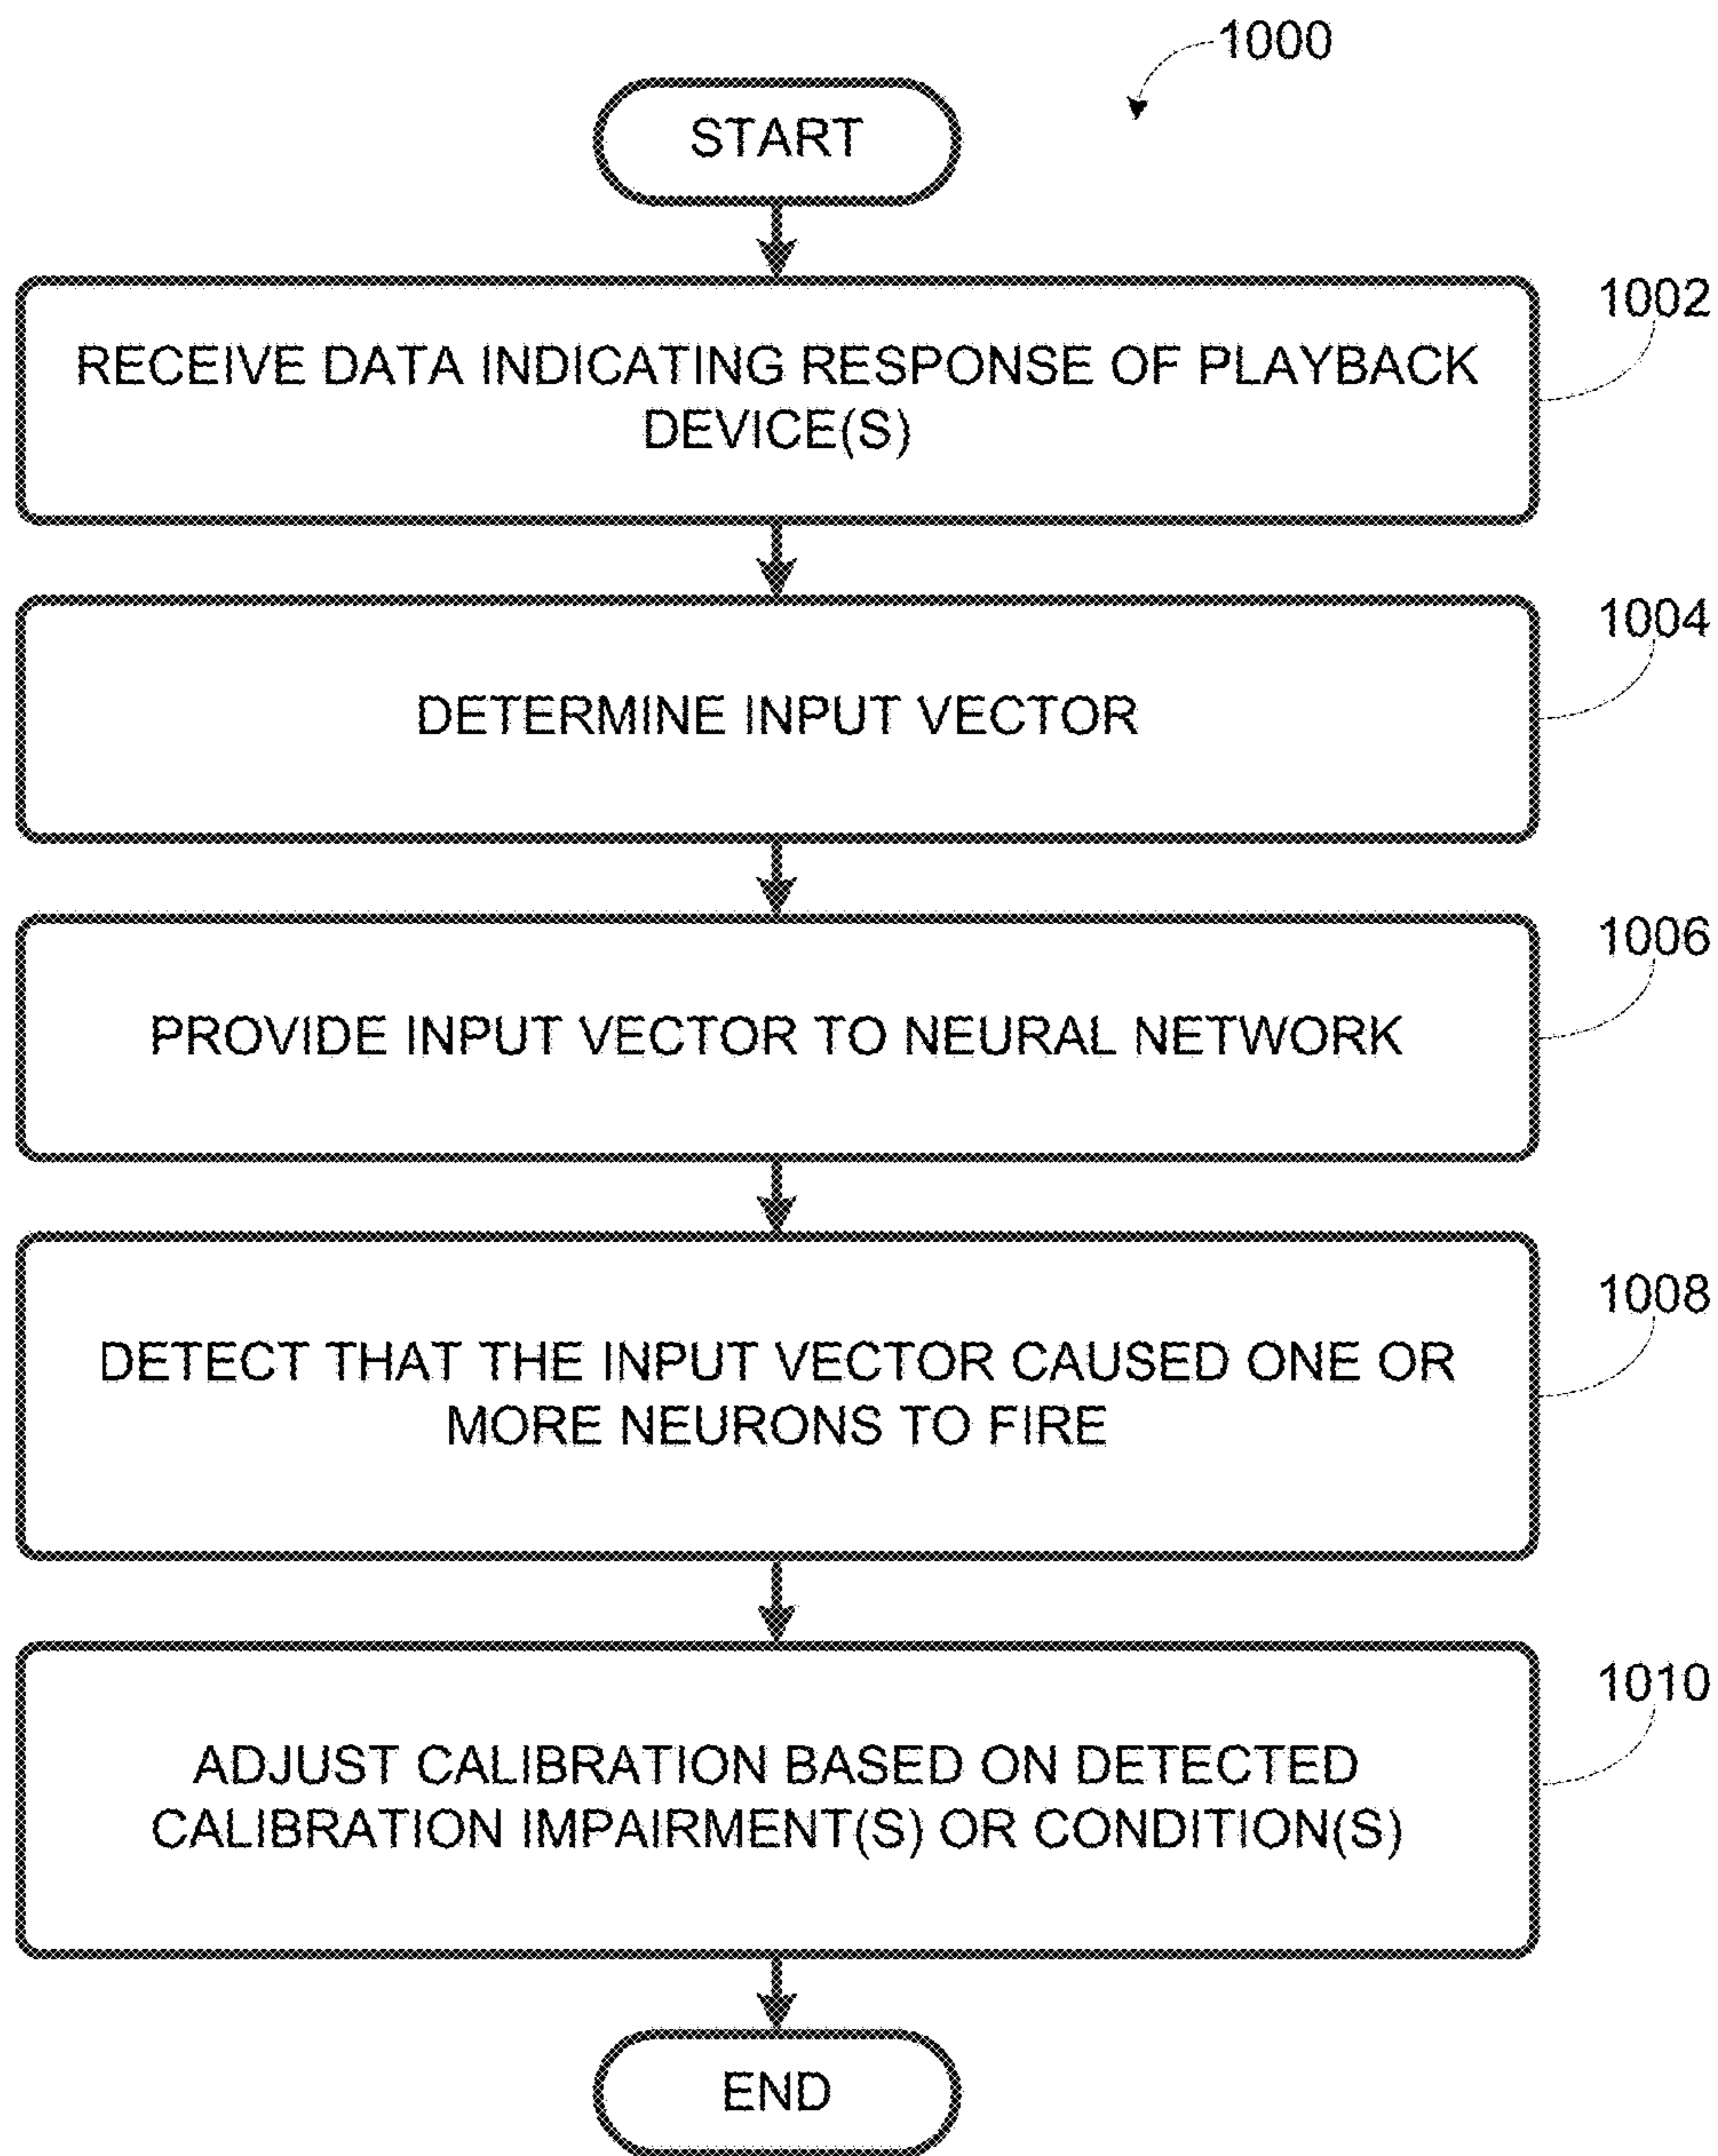 1000
START
1002
RECEIVE DATA INDICATING RESPONSE OF PLAYBACK
DEVICE(S)
1004
DETERMINE INPUT VECTOR
1006
PROVIDE INPUT VECTOR TO NEURAL NETWORK
1008
DETECT THAT THE INPUT VECTOR CAUSED ONE OR
MORE NEURONS TO FIRE
1010
ADJUST CALIBRATION BASED ON DETECTED
CALIBRATION IMPAIRMENT(S) OR CONDITION(S)
END